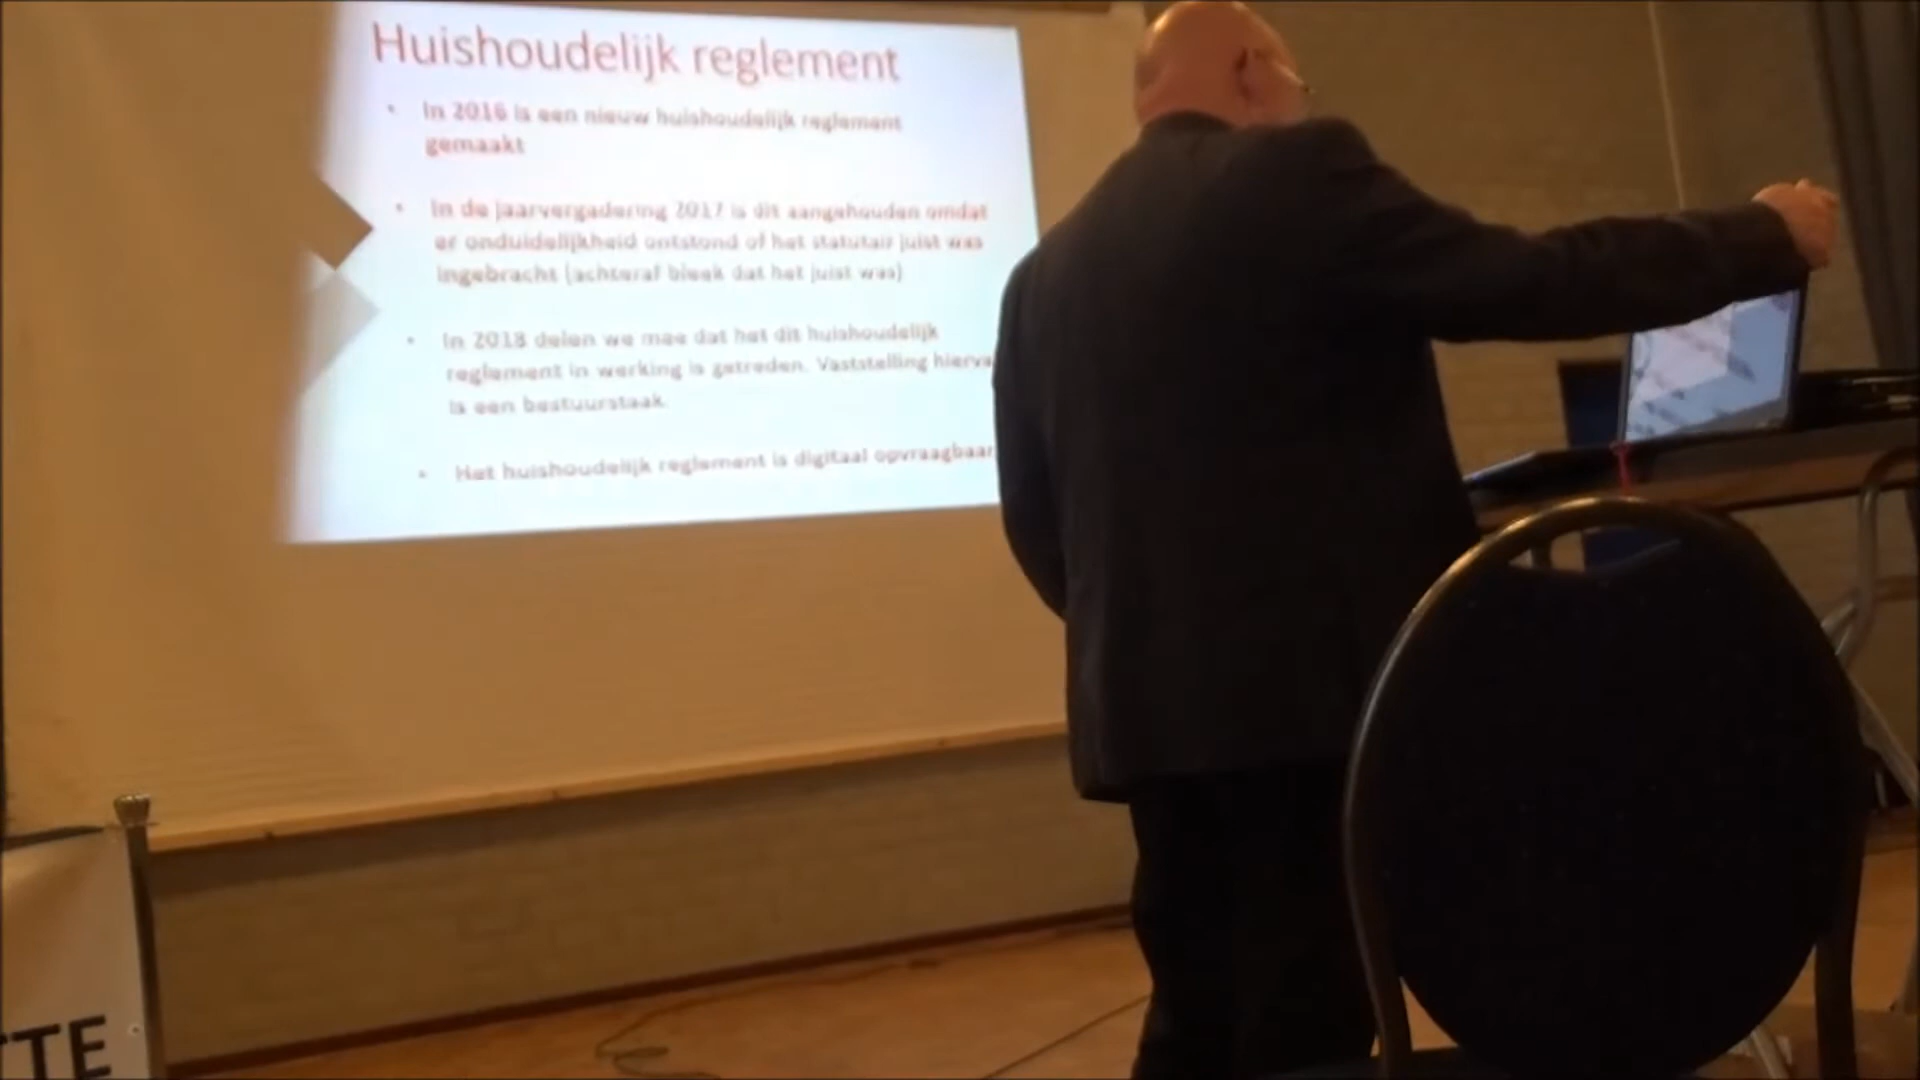 Huishoudelijk reglement
• In 2016 is een nieuw huishoudelijk reglement
gemaakt
• In de jaarvergadering 2017 is dit aangehouden omdat
er onduidelijkheid ontstond of het statutair juist was
ingebracht (achteraf bleek dat het juist was)
• In 2018 delen we mee dat het dit huishoudelijk
reglement in werking is getreden. Vaststelling hierva
is een bestuurstaak.
• Het huishoudelijk reglement is digitaal opvraagbaar
TTE